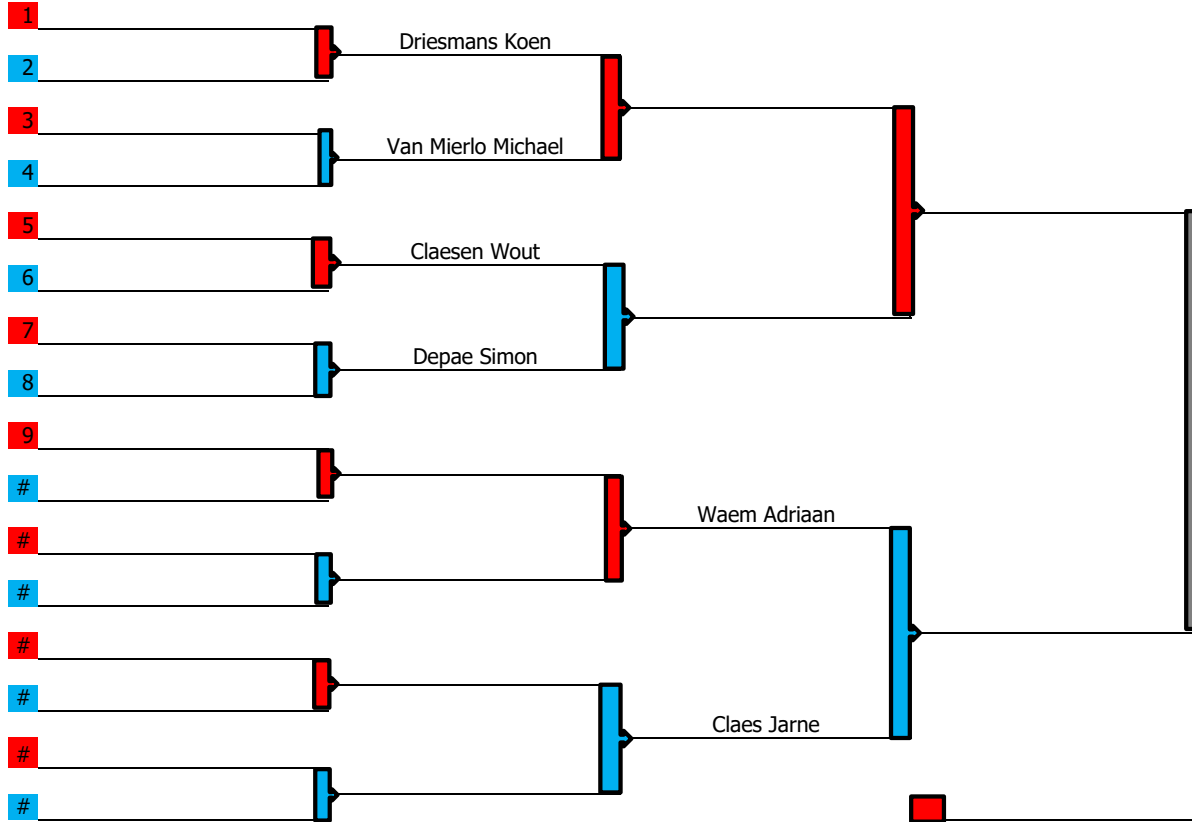 1
Driesmans Koen
2
3
Van Mierlo Michael
4
5
Claesen Wout
6
7
Depae Simon
8
9
#
Waem Adriaan
#
#
#
#
Claes Jarne
#
#